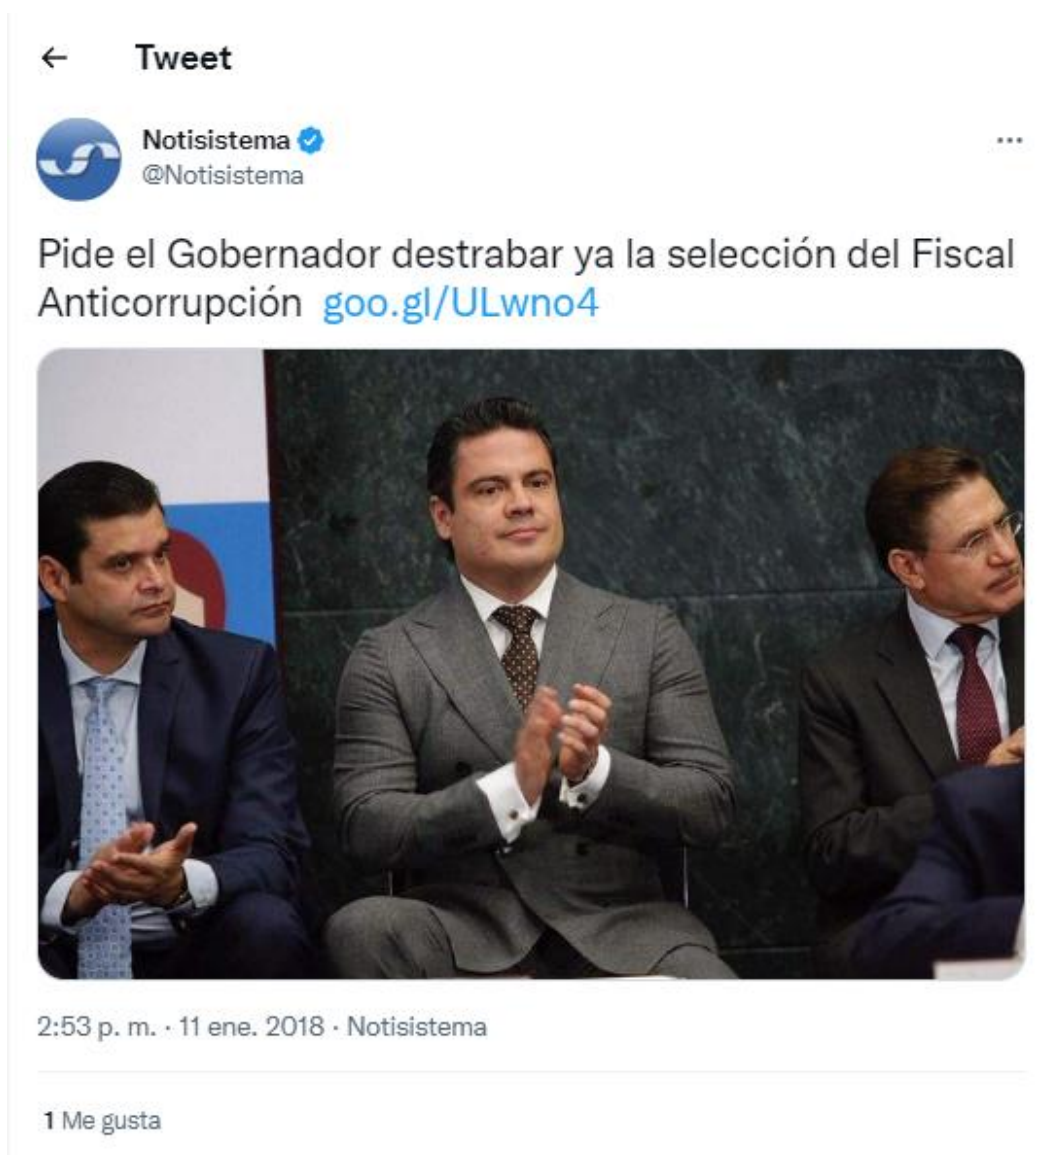 ← Tweet
Notisistema
@Notisistema
Pide el Gobernador destrabar ya la selección del Fiscal
Anticorrupción goo.gl/ULwno4
2:53 p. m. · 11 ene. 2018 · Notisistema
1 Me gusta